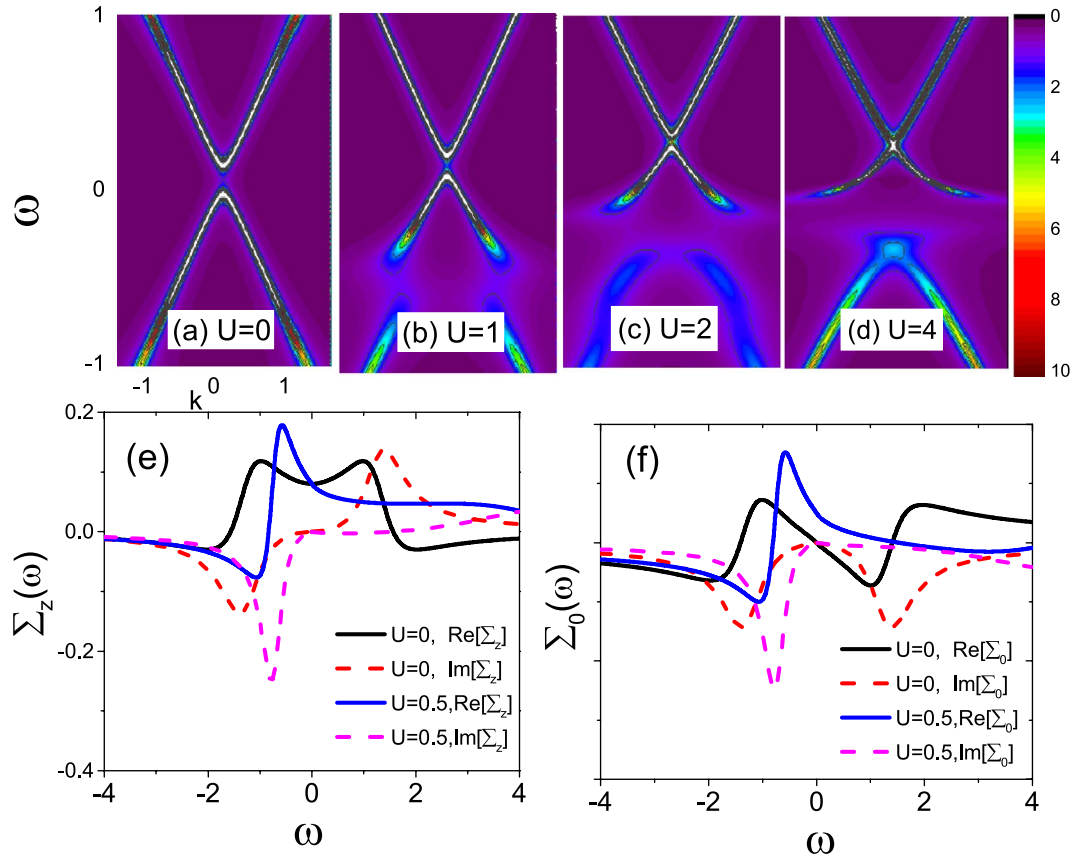 1
0
-1
ω
(a) U=0
(b) U=1
(c) U=2
(d) U=4
-1 0 1
k
0
2
4
6
8
10
(e)
0.2
0.0
-0.2
-0.4
Σz(ω)
U=0, Re[Σz]
U=0, Im[Σz]
U=0.5,Re[Σz]
U=0.5,Im[Σz]
-4 -2 0 2 4
ω
(f)
Σ0(ω)
U=0, Re[Σ0]
U=0, Im[Σ0]
U=0.5,Re[Σ0]
U=0.5,Im[Σ0]
-4 -2 0 2 4
ω